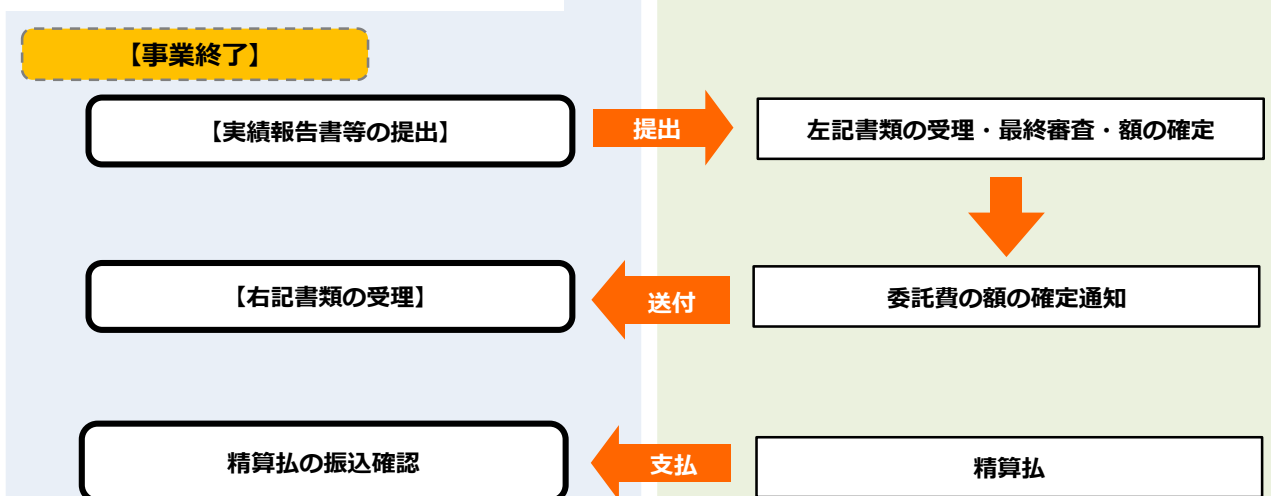 【事業終了】
【実績報告書等の提出】
提出
左記書類の受理・最終審査・額の確定
【右記書類の受理】
送付
委託費の額の確定通知
精算払の振込確認
支払
精算払